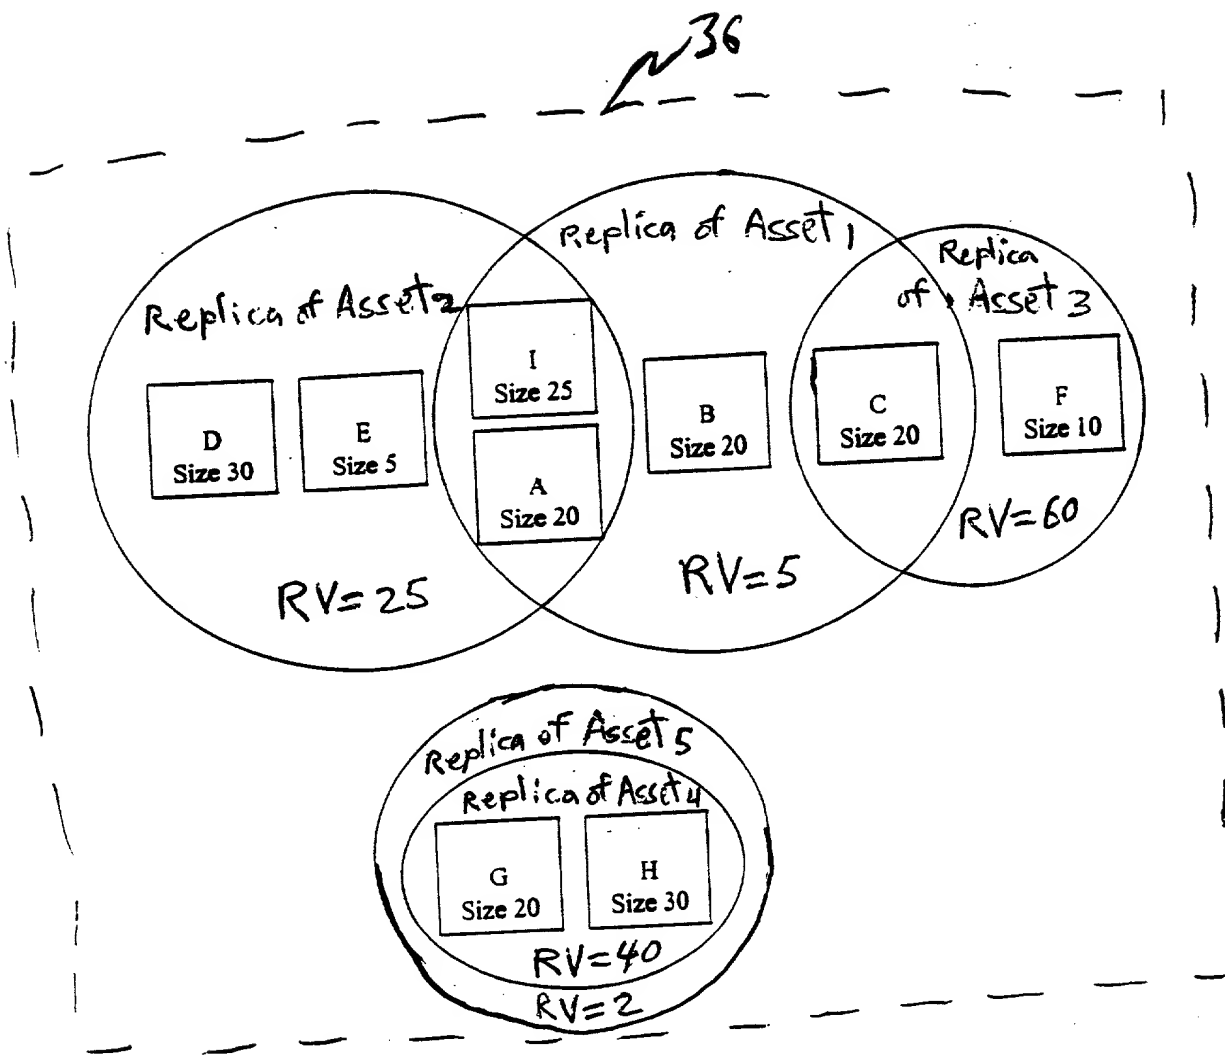 36
Replica of Asset 1
Replica
of Asset 3
Replica of Asset 2
I
Size 25
D
Size 30
E
Size 5
A
Size 20
B
Size 20
C
Size 20
F
Size 10
RV=25
RV=5
RV=60
Replica of Asset 5
Replica of Asset 4
G
Size 20
H
Size 30
RV=40
RV=2